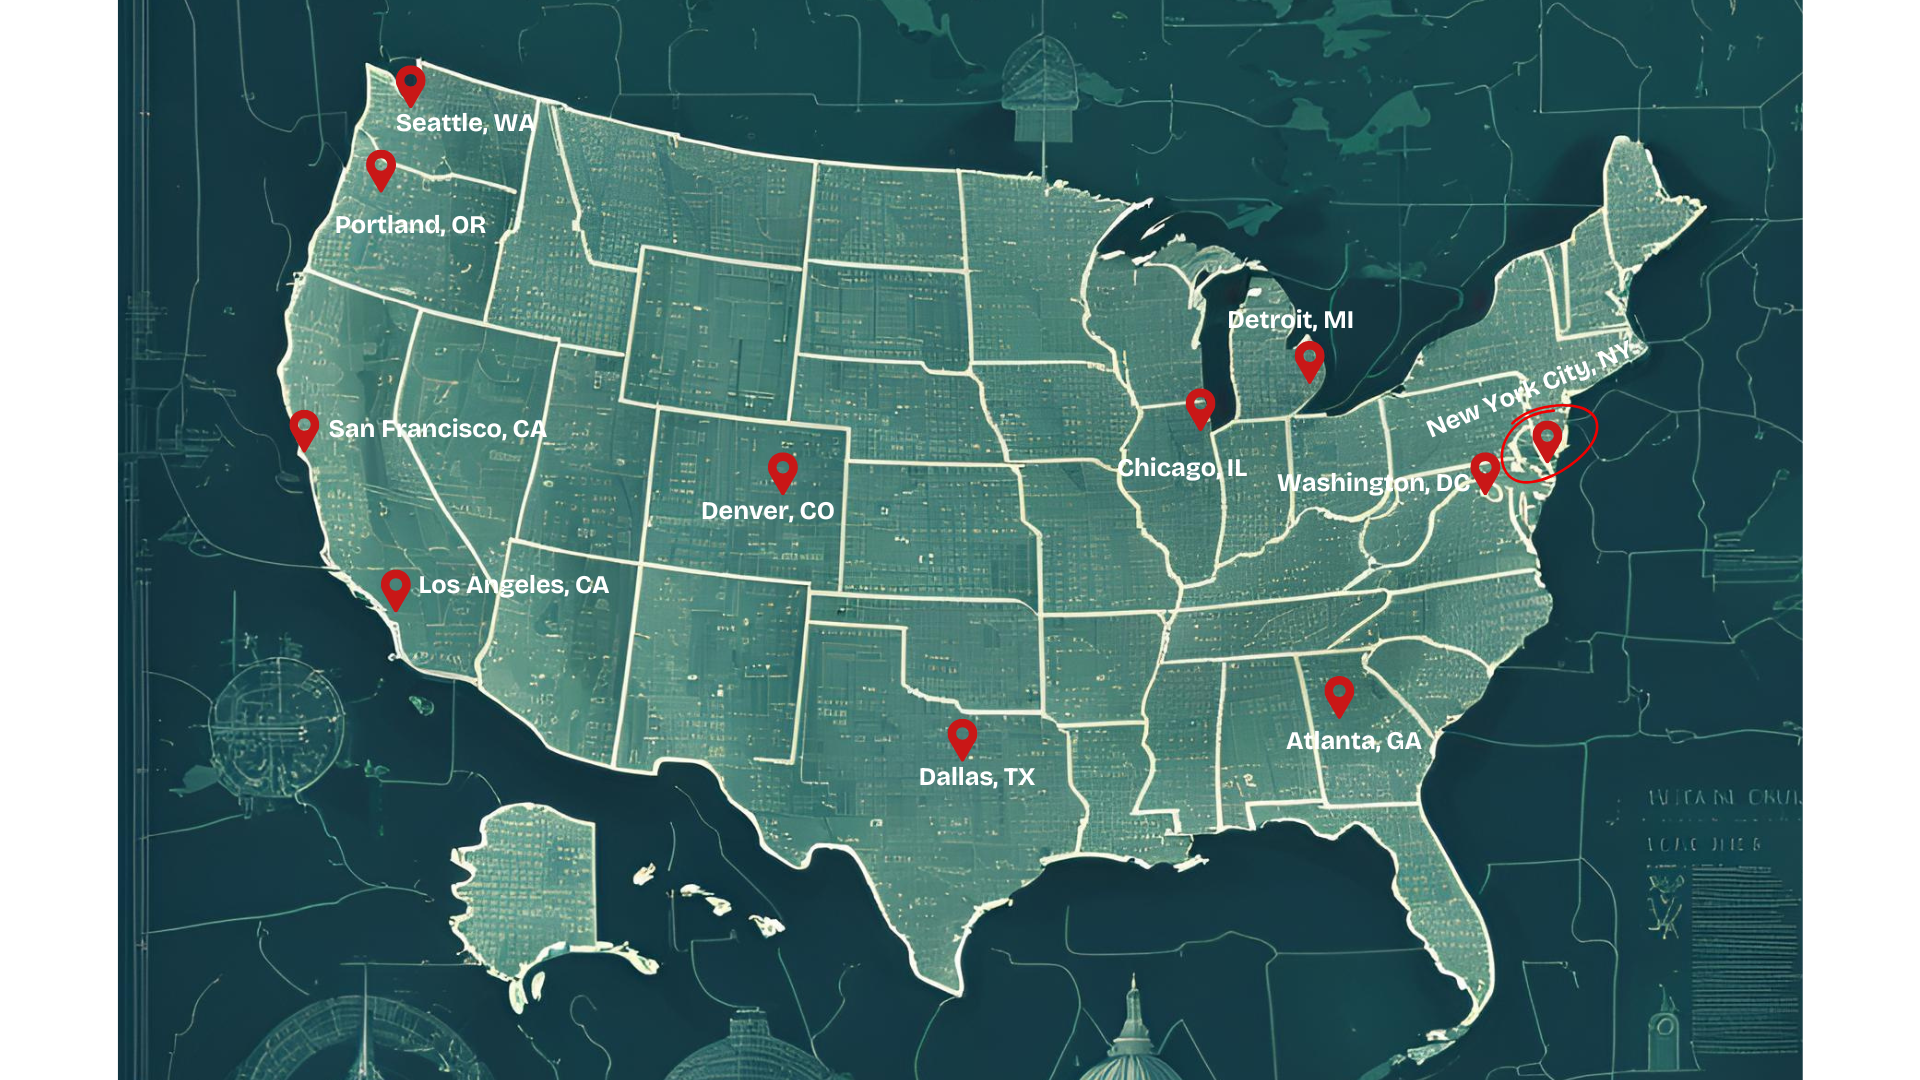 Seattle, WA
Portland, OR
Detroit, MI
New York City, NY
San Francisco, CA
Chicago, IL
Washington, DC
Denver, CO
Los Angeles, CA
Atlanta, GA
Dallas, TX